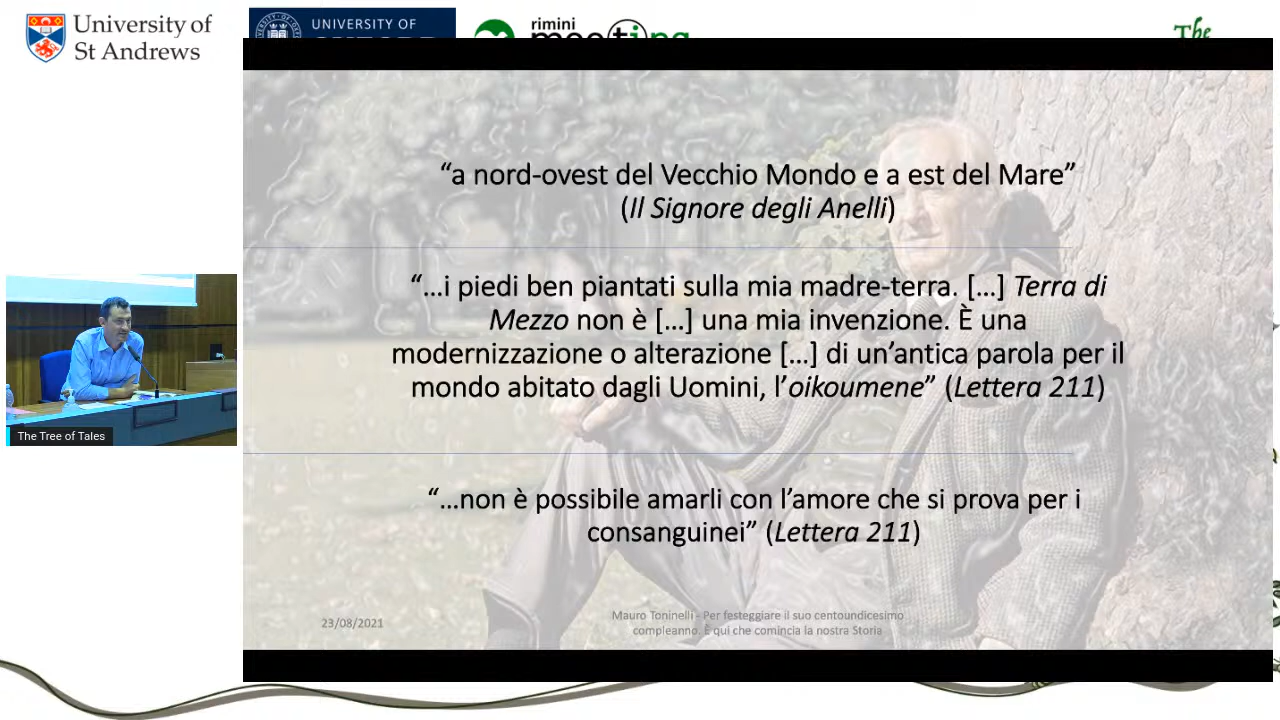 University of
St Andrews
UNIVERSITY OF
rimini
meeting
The
“a nord-ovest del Vecchio Mondo e a est del Mare”
(Il Signore degli Anelli)
“…i piedi ben piantati sulla mia madre-terra. […] Terra di
Mezzo non è […] una mia invenzione. È una
modernizzazione o alterazione […] di un’antica parola per il
mondo abitato dagli Uomini, l’oikoumene” (Lettera 211)
“…non è possibile amarli con l’amore che si prova per i
consanguinei” (Lettera 211)
The Tree of Tales
23/08/2021
Mauro Toninelli - Per festeggiare il suo centoundicesimo
compleanno. È qui che comincia la nostra Storia